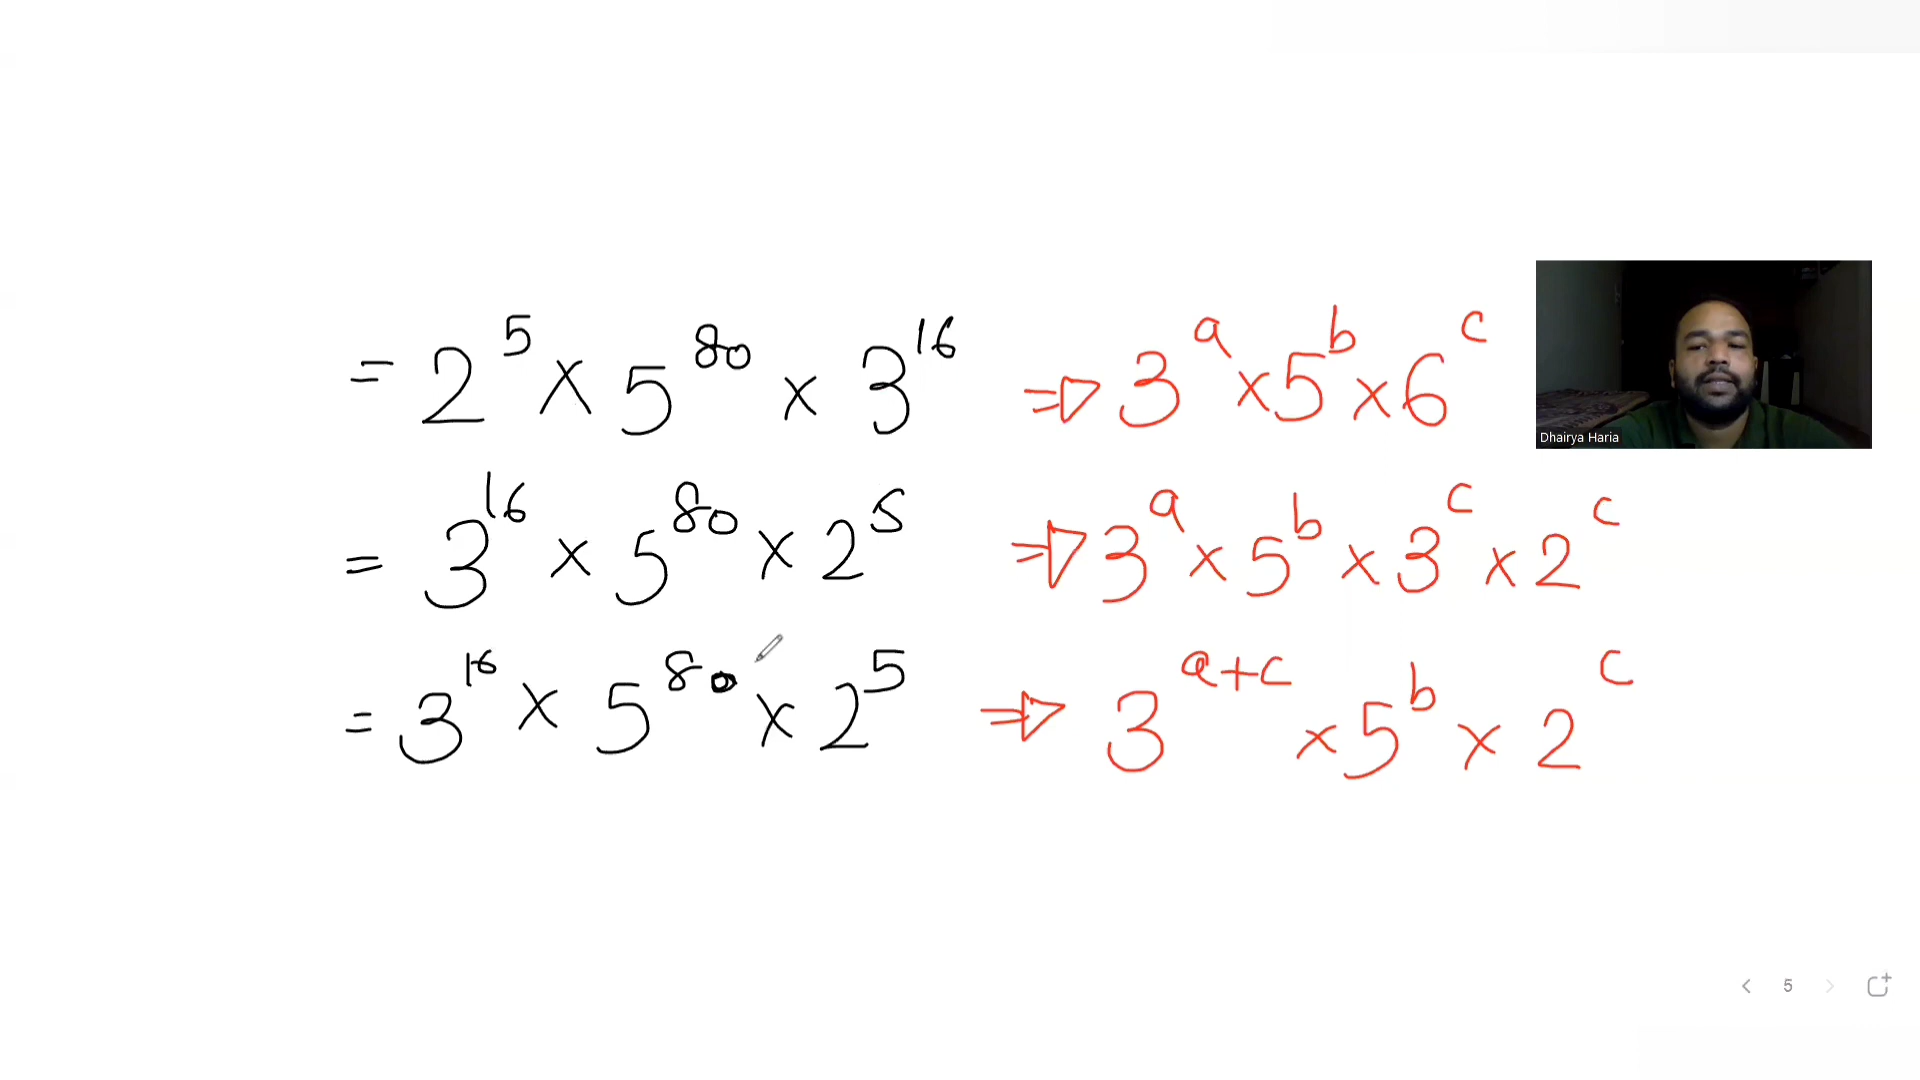 = 2^5 × 5^80 × 3^16 ⇒ 3^a × 5^b × 6^c
= 3^16 × 5^80 × 2^5 ⇒ 3^a × 5^b × 3^c × 2^c
= 3^16 × 5^80 × 2^5 ⇒ 3^(a+c) × 5^b × 2^c
Dhairya Haria
< 5 >